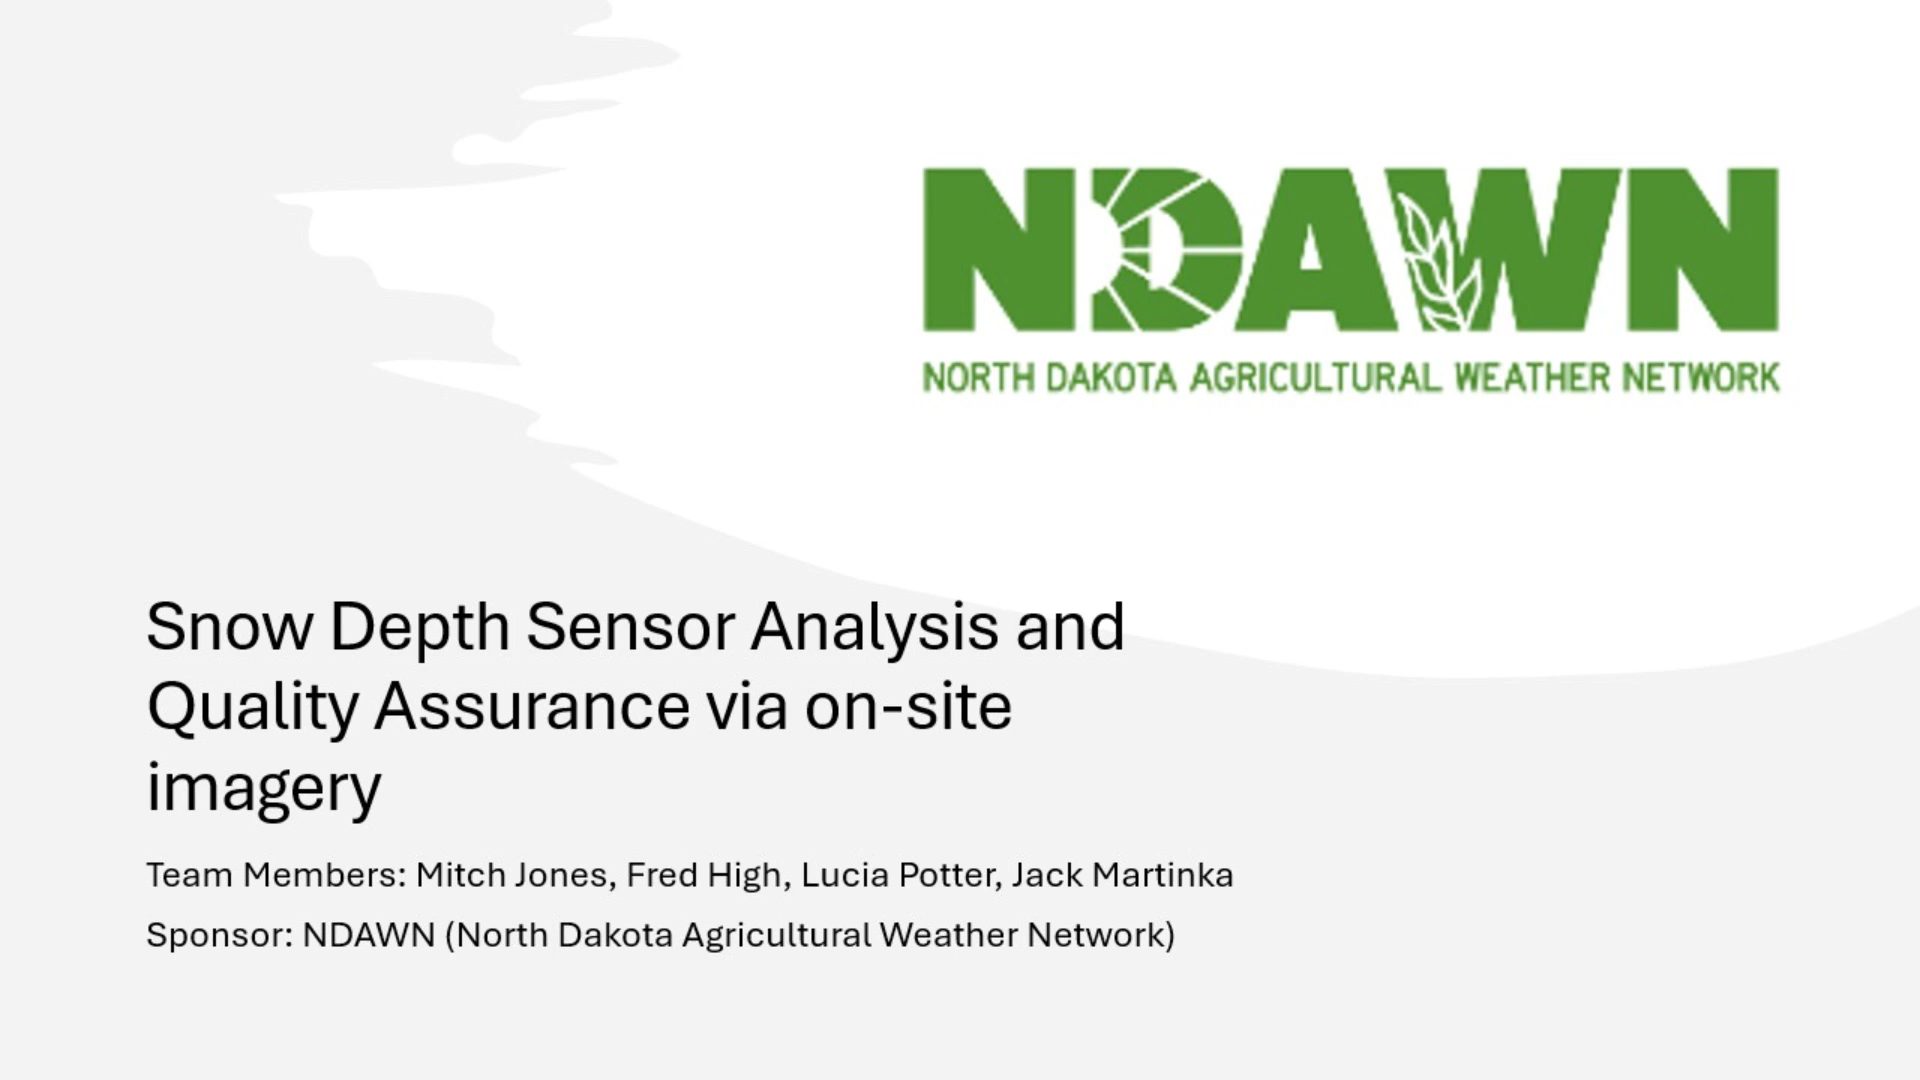 NDAWN
NORTH DAKOTA AGRICULTURAL WEATHER NETWORK
Snow Depth Sensor Analysis and
Quality Assurance via on-site
imagery
Team Members: Mitch Jones, Fred High, Lucia Potter, Jack Martinka
Sponsor: NDAWN (North Dakota Agricultural Weather Network)